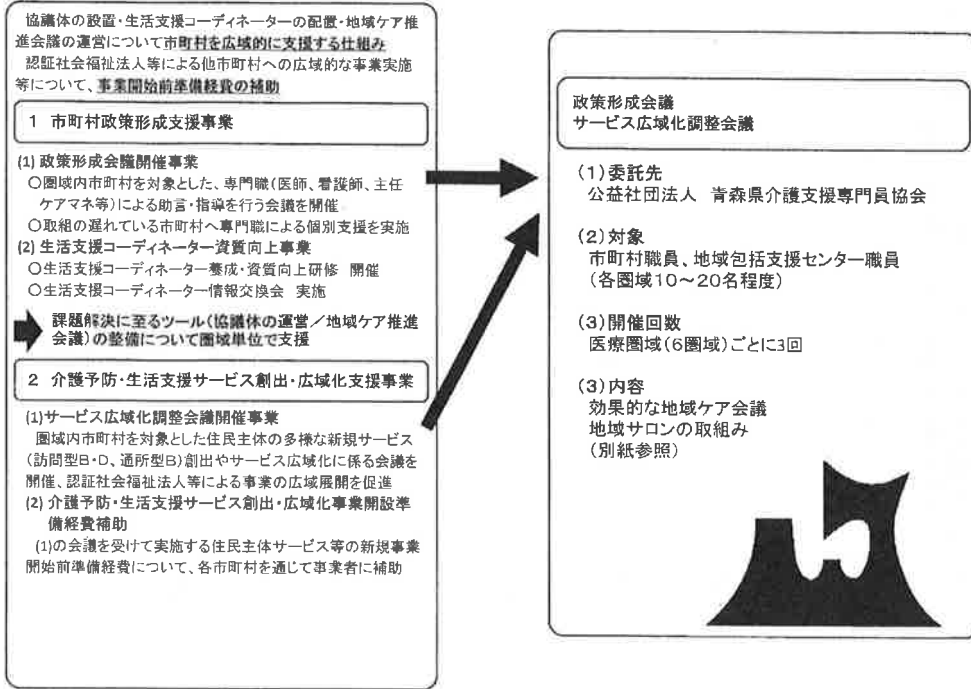 協議体の設置・生活支援コーディネーターの配置・地域ケア推
進会議の運営について市町村を広域的に支援する仕組み
認証社会福祉法人等による他市町村への広域的な事業実施
等について、事業開始前準備経費の補助
1 市町村政策形成支援事業
(1) 政策形成会議開催事業
○圏域内市町村を対象とした、専門職(医師、看護師、主任
ケアマネ等)による助言・指導を行う会議を開催
○取組の遅れている市町村へ専門職による個別支援を実施
(2) 生活支援コーディネーター資質向上事業
○生活支援コーディネーター養成・資質向上研修 開催
○生活支援コーディネーター情報交換会 実施
課題解決に至るツール(協議体の運営/地域ケア推進
会議)の整備について圏域単位で支援
2 介護予防・生活支援サービス創出・広域化支援事業
(1)サービス広域化調整会議開催事業
圏域内市町村を対象とした住民主体の多様な新規サービス
(訪問型B・D、通所型B)創出やサービス広域化に係る会議を
開催、認証社会福祉法人等による事業の広域展開を促進
(2) 介護予防・生活支援サービス創出・広域化事業開設準
備経費補助
(1)の会議を受けて実施する住民主体サービス等の新規事業
開始前準備経費について、各市町村を通じて事業者に補助
政策形成会議
サービス広域化調整会議
(1)委託先
公益社団法人 青森県介護支援専門員協会
(2)対象
市町村職員、地域包括支援センター職員
(各圏域10~20名程度)
(3)開催回数
医療圏域(6圏域)ごとに3回
(3)内容
効果的な地域ケア会議
地域サロンの取組み
(別紙参照)